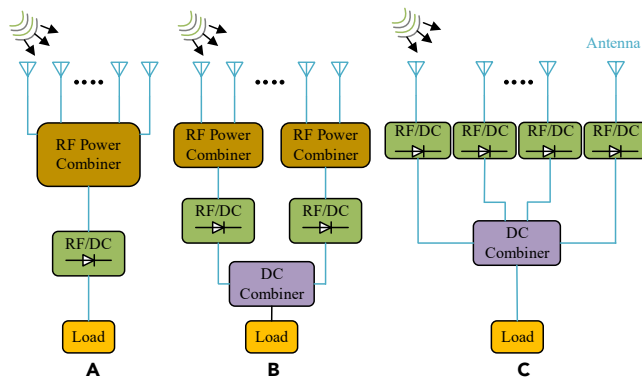 Antenna
RF Power
Combiner
RF/DC
Load
A
RF Power
Combiner
RF Power
Combiner
RF/DC
RF/DC
DC
Combiner
Load
B
RF/DC
RF/DC
RF/DC
RF/DC
DC
Combiner
Load
C